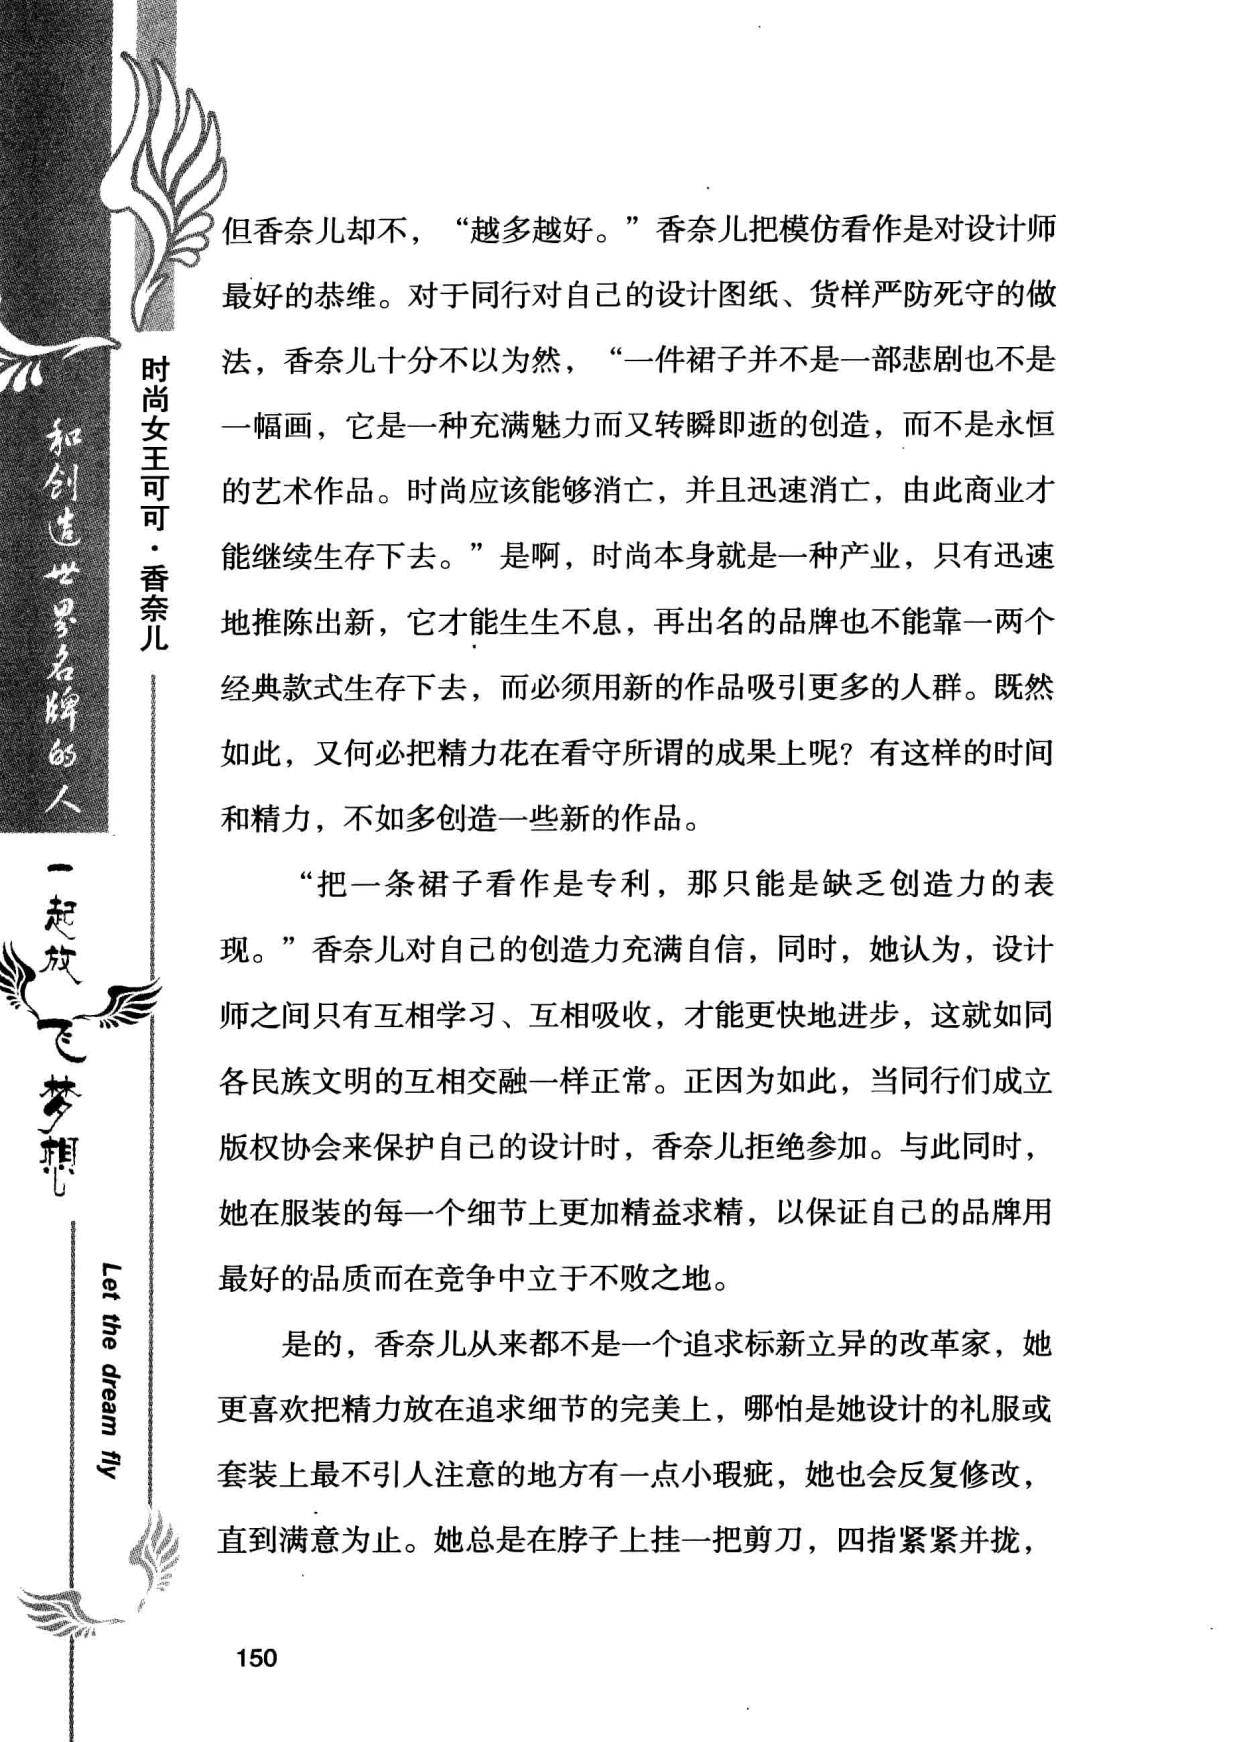 和创造世界名牌的人
一起放飞梦想
Let the dream fly
时尚女王可可·香奈儿
但香奈儿却不，“越多越好。”香奈儿把模仿看作是对设计师
最好的恭维。对于同行对自己的设计图纸、货样严防死守的做
法，香奈儿十分不以为然，“一件裙子并不是一部悲剧也不是
一幅画，它是一种充满魅力而又转瞬即逝的创造，而不是永恒
的艺术作品。时尚应该能够消亡，并且迅速消亡，由此商业才
能继续生存下去。”是啊，时尚本身就是一种产业，只有迅速
地推陈出新，它才能生生不息，再出名的品牌也不能靠一两个
经典款式生存下去，而必须用新的作品吸引更多的人群。既然
如此，又何必把精力花在看守所谓的成果上呢？有这样的时间
和精力，不如多创造一些新的作品。
“把一条裙子看作是专利，那只能是缺乏创造力的表
现。”香奈儿对自己的创造力充满自信，同时，她认为，设计
师之间只有互相学习、互相吸收，才能更快地进步，这就如同
各民族文明的互相交融一样正常。正因为如此，当同行们成立
版权协会来保护自己的设计时，香奈儿拒绝参加。与此同时，
她在服装的每一个细节上更加精益求精，以保证自己的品牌用
最好的品质而在竞争中立于不败之地。
是的，香奈儿从来都不是一个追求标新立异的改革家，她
更喜欢把精力放在追求细节的完美上，哪怕是她设计的礼服或
套装上最不引人注意的地方有一点小瑕疵，她也会反复修改，
直到满意为止。她总是在脖子上挂一把剪刀，四指紧紧并拢，
150